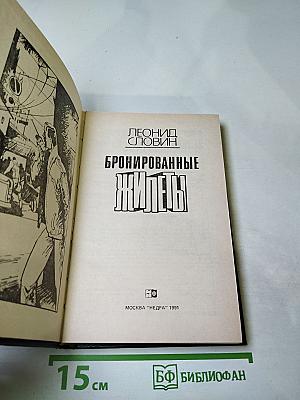 ЛЕОНИД
СЛОВИН
БРОНИРОВАННЫЕ
ЖИЛЕТЫ
МОСКВА "НЕДРА" 1991
15 см
БФ БИБЛИОФАН